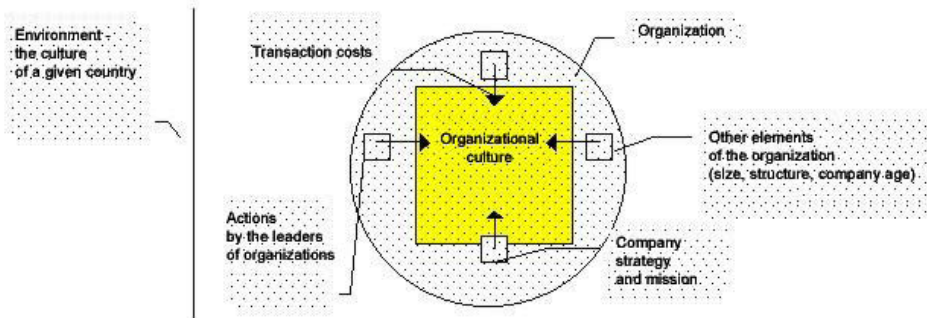 Environment -
the culture
of a given country
Transaction costs
Organization
Organizational
culture
Other elements
of the organization
(size, structure, company age)
Actions
by the leaders
of organizations
Company
strategy
and mission